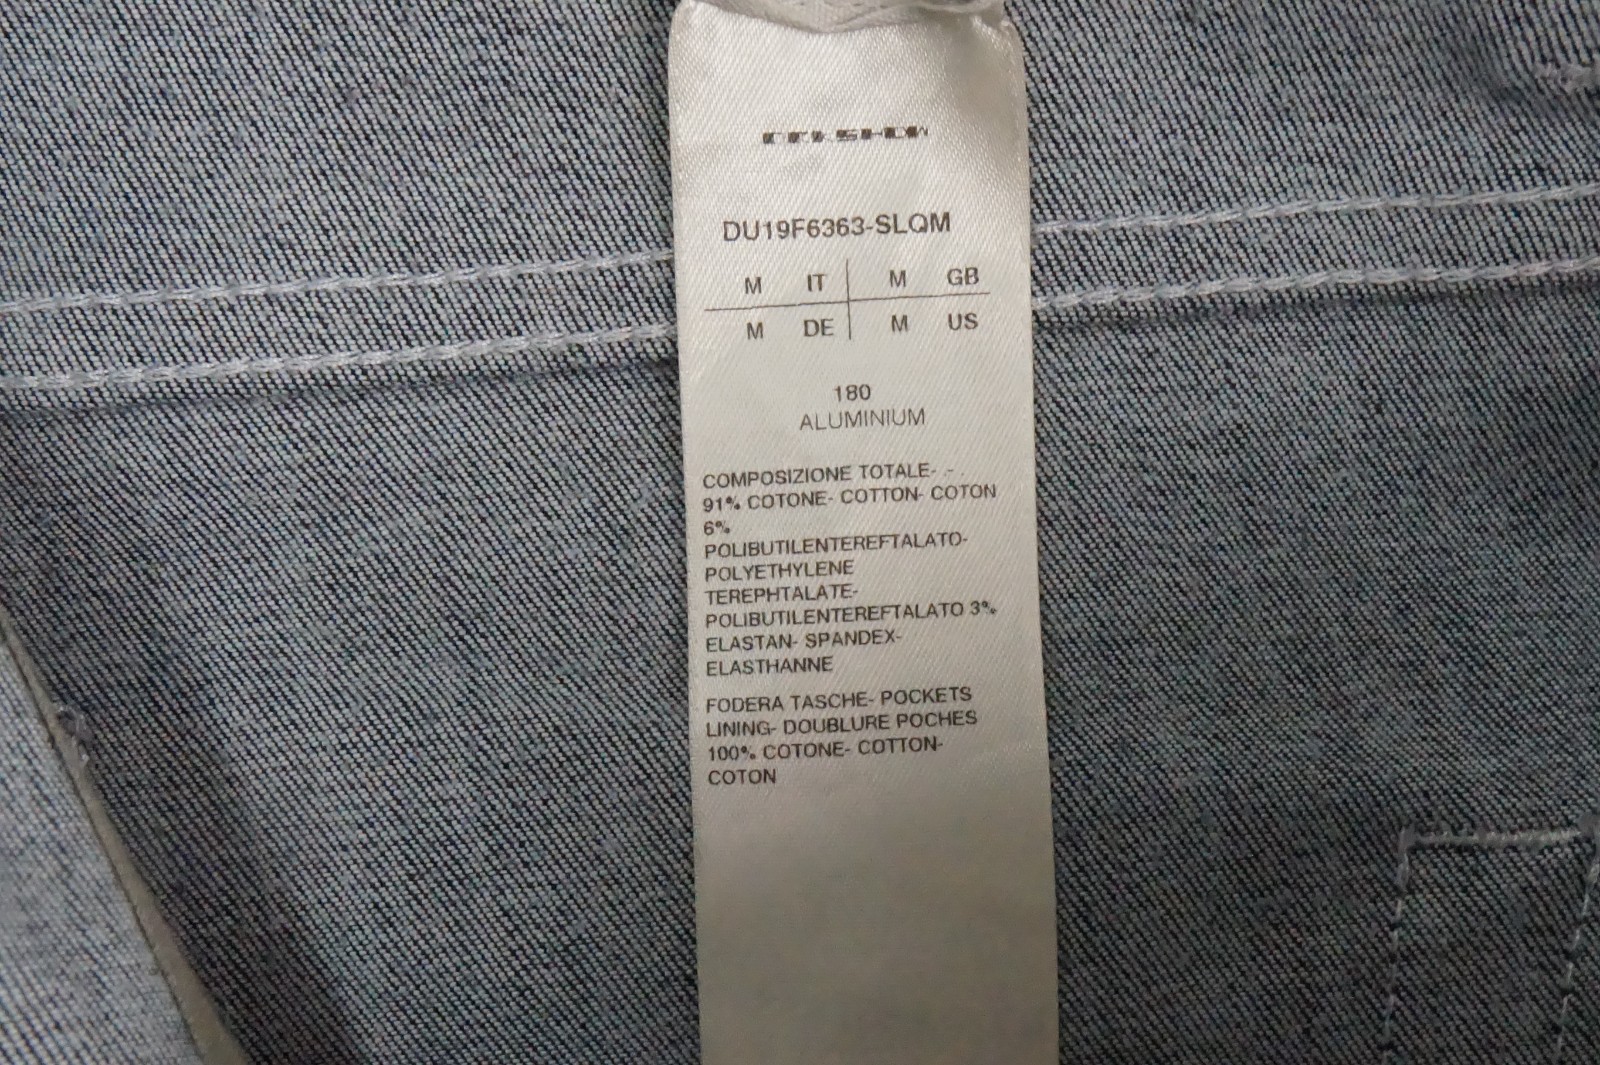 DRKSHDW
DU19F6363-SLQM
M IT M GB
M DE M US
180
ALUMINIUM
COMPOSIZIONE TOTALE- - .
91% COTONE- COTTON- COTON
6%
POLIBUTILENTEREFTALATO-
POLYETHYLENE
TEREPHTALATE-
POLIBUTILENTEREFTALATO 3%
ELASTAN- SPANDEX-
ELASTHANNE
FODERA TASCHE- POCKETS
LINING- DOUBLURE POCHES
100% COTONE- COTTON-
COTON